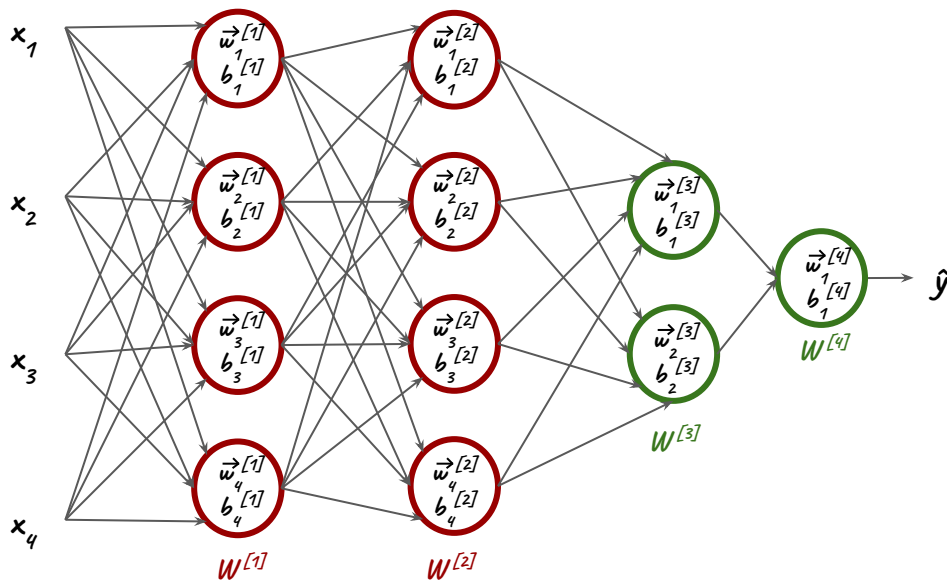 x₁
x₂
x₃
x₄
w⃗₁^[1]
b₁^[1]
w⃗₂^[1]
b₂^[1]
w⃗₃^[1]
b₃^[1]
w⃗₄^[1]
b₄^[1]
W^[1]
w⃗₁^[2]
b₁^[2]
w⃗₂^[2]
b₂^[2]
w⃗₃^[2]
b₃^[2]
w⃗₄^[2]
b₄^[2]
W^[2]
w⃗₁^[3]
b₁^[3]
w⃗₂^[3]
b₂^[3]
W^[3]
w⃗₁^[4]
b₁^[4]
W^[4]
ŷ